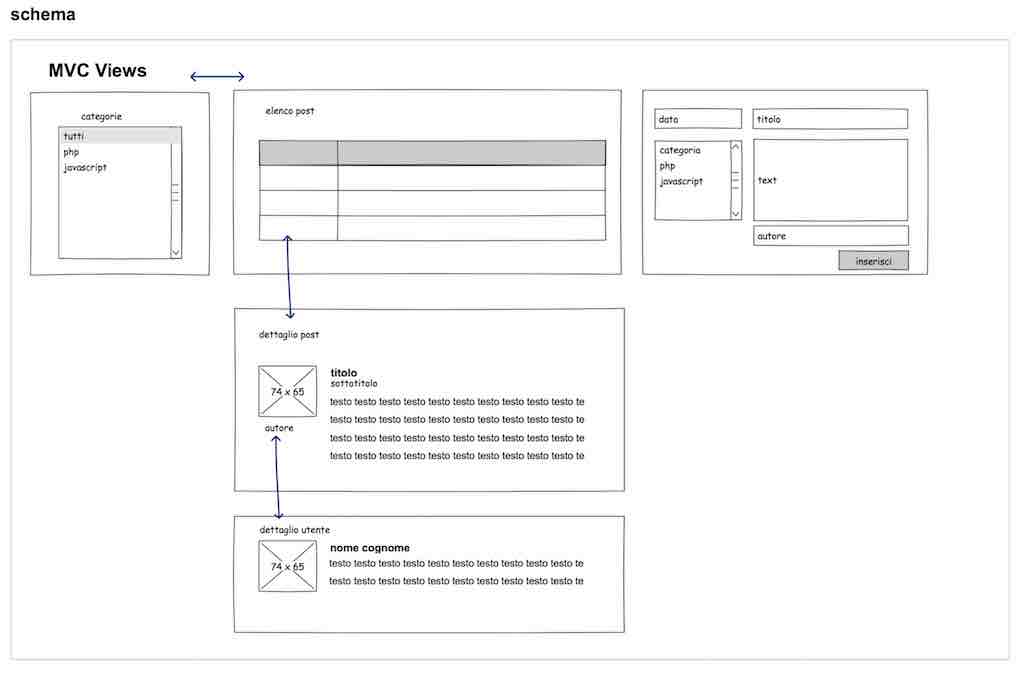 schema
MVC Views
categorie
tutti
php
javascript
elenco post
data
titolo
categoria
php
javascript
text
autore
inserisci
dettaglio post
74 x 65
autore
titolo
sottotitolo
testo testo testo testo testo testo testo testo testo testo te
testo testo testo testo testo testo testo testo testo testo te
testo testo testo testo testo testo testo testo testo testo te
testo testo testo testo testo testo testo testo testo testo te
dettaglio utente
74 x 65
nome cognome
testo testo testo testo testo testo testo testo testo testo te
testo testo testo testo testo testo testo testo testo testo te